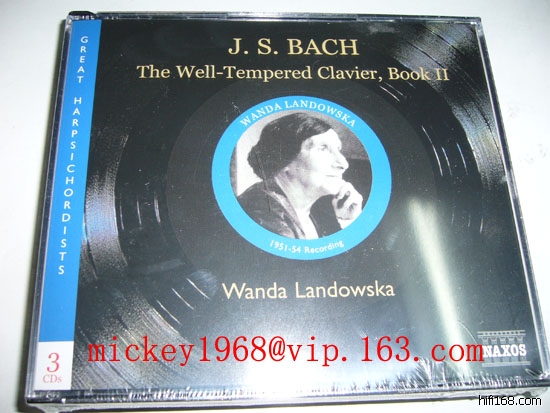 J. S. BACH
The Well-Tempered Clavier, Book II
GREAT HARPSICHORDISTS
WANDA LANDOWSKA
1951-54 Recording
Wanda Landowska
3
CDs
mickey1968@vip.163.com
NAXOS
hifi168.com